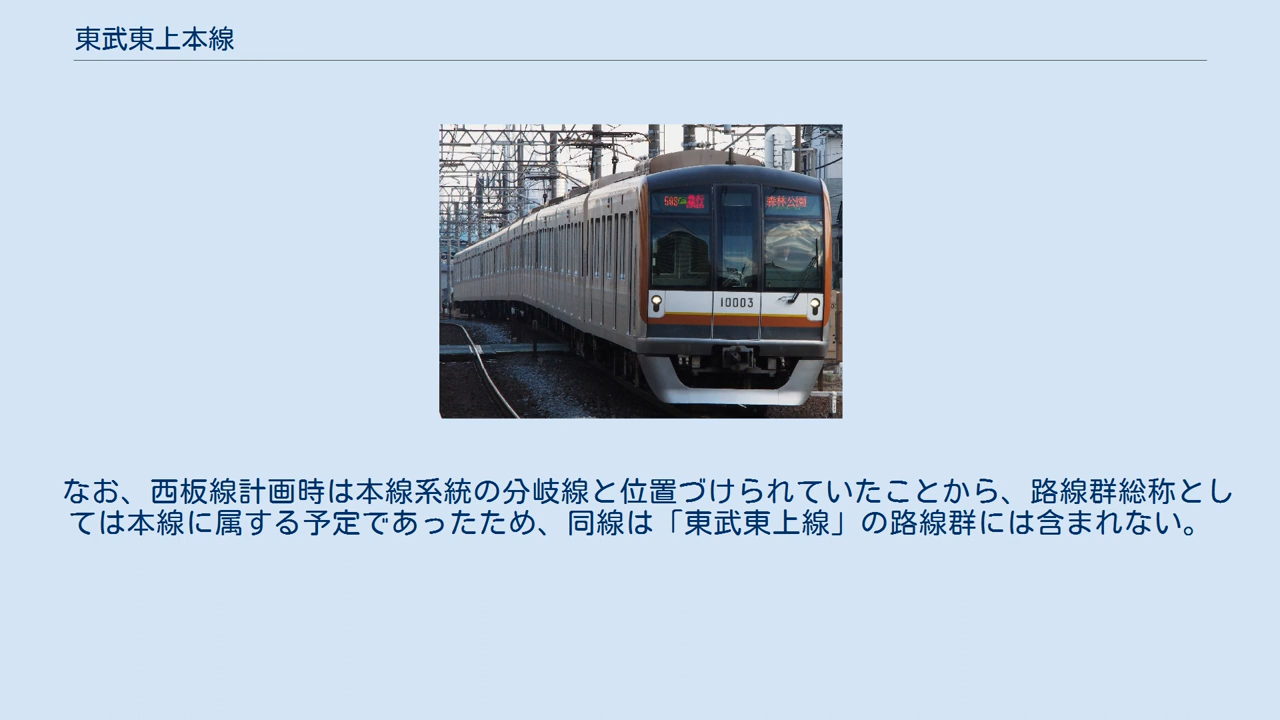 東武東上本線
急行
森林公園
10003
なお、西板線計画時は本線系統の分岐線と位置づけられていたことから、路線群総称とし
ては本線に属する予定であったため、同線は「東武東上線」の路線群には含まれない。